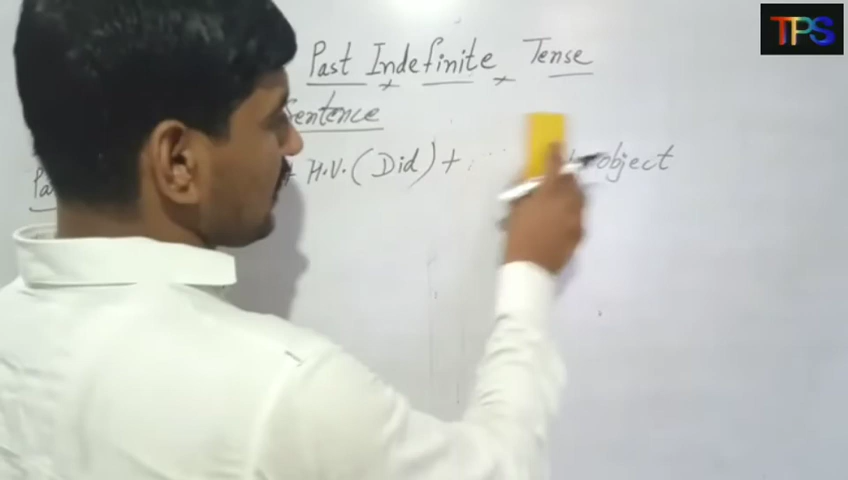 TPS
Past Indefinite Tense
Sentence
+ H.V. (Did) + + object